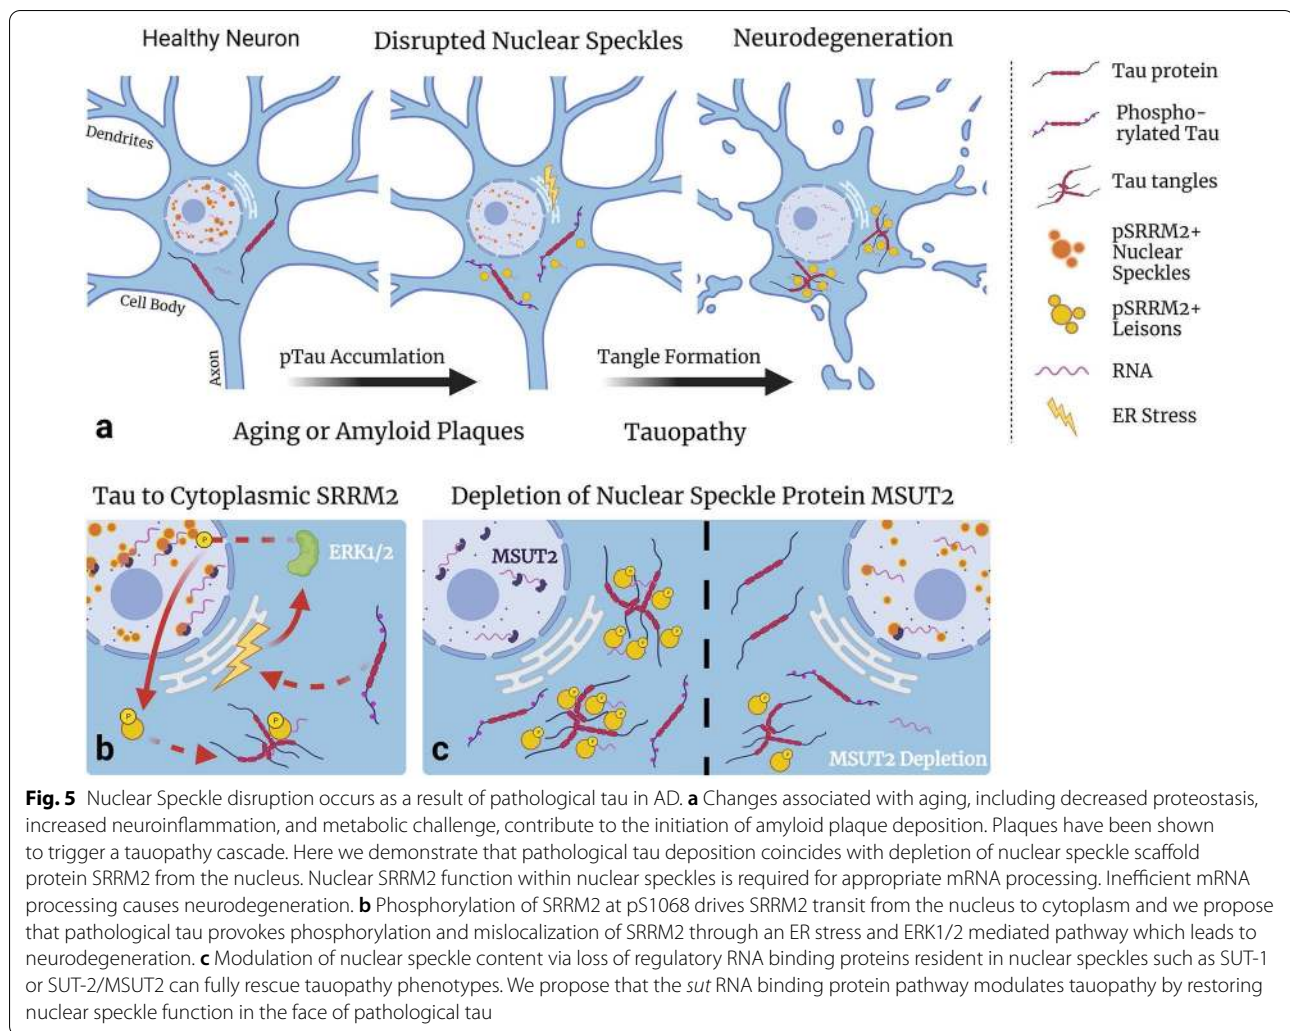 Healthy Neuron
Disrupted Nuclear Speckles
Neurodegeneration
Dendrites
Cell Body
Axon
pTau Accumlation
Tangle Formation
a
Aging or Amyloid Plaques
Tauopathy
Tau protein
Phospho-
rylated Tau
Tau tangles
pSRRM2+
Nuclear
Speckles
pSRRM2+
Leisons
RNA
ER Stress
Tau to Cytoplasmic SRRM2
P
ERK1/2
P
P
b
Depletion of Nuclear Speckle Protein MSUT2
MSUT2
P
P
P
P
P
P
P
P
P
P
P
P
c
P
P
MSUT2 Depletion
Fig. 5 Nuclear Speckle disruption occurs as a result of pathological tau in AD. a Changes associated with aging, including decreased proteostasis,
increased neuroinflammation, and metabolic challenge, contribute to the initiation of amyloid plaque deposition. Plaques have been shown
to trigger a tauopathy cascade. Here we demonstrate that pathological tau deposition coincides with depletion of nuclear speckle scaffold
protein SRRM2 from the nucleus. Nuclear SRRM2 function within nuclear speckles is required for appropriate mRNA processing. Inefficient mRNA
processing causes neurodegeneration. b Phosphorylation of SRRM2 at pS1068 drives SRRM2 transit from the nucleus to cytoplasm and we propose
that pathological tau provokes phosphorylation and mislocalization of SRRM2 through an ER stress and ERK1/2 mediated pathway which leads to
neurodegeneration. c Modulation of nuclear speckle content via loss of regulatory RNA binding proteins resident in nuclear speckles such as SUT-1
or SUT-2/MSUT2 can fully rescue tauopathy phenotypes. We propose that the sut RNA binding protein pathway modulates tauopathy by restoring
nuclear speckle function in the face of pathological tau